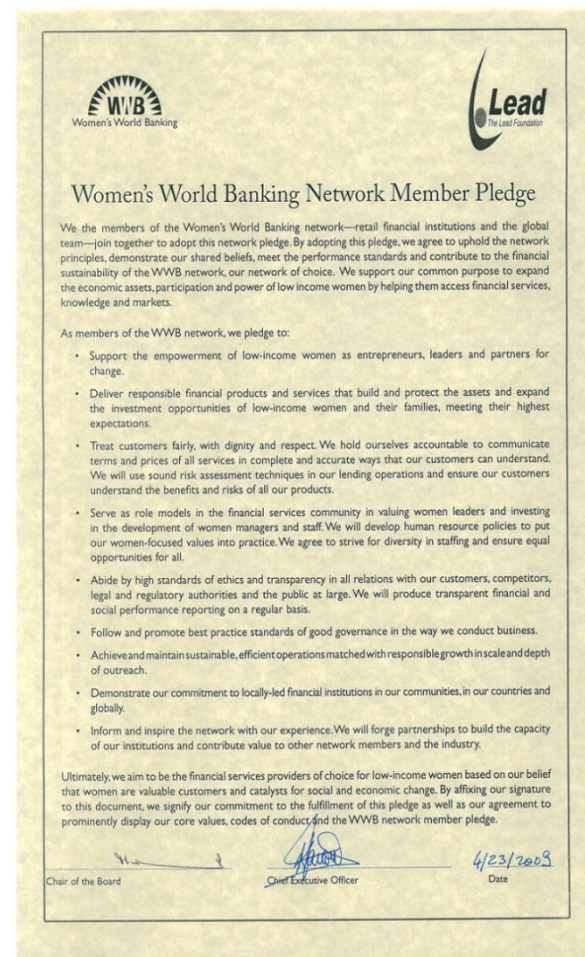 WWB
Women's World Banking
Lead
The Lead Foundation
Women's World Banking Network Member Pledge
We the members of the Women's World Banking network—retail financial institutions and the global
team—join together to adopt this network pledge. By adopting this pledge, we agree to uphold the network
principles, demonstrate our shared beliefs, meet the performance standards and contribute to the financial
sustainability of the WWB network, our network of choice. We support our common purpose to expand
the economic assets, participation and power of low income women by helping them access financial services,
knowledge and markets.
As members of the WWB network, we pledge to:
• Support the empowerment of low-income women as entrepreneurs, leaders and partners for
change.
• Deliver responsible financial products and services that build and protect the assets and expand
the investment opportunities of low-income women and their families, meeting their highest
expectations.
• Treat customers fairly, with dignity and respect. We hold ourselves accountable to communicate
terms and prices of all services in complete and accurate ways that our customers can understand.
We will use sound risk assessment techniques in our lending operations and ensure our customers
understand the benefits and risks of all our products.
• Serve as role models in the financial services community in valuing women leaders and investing
in the development of women managers and staff. We will develop human resource policies to put
our women-focused values into practice. We agree to strive for diversity in staffing and ensure equal
opportunities for all.
• Abide by high standards of ethics and transparency in all relations with our customers, competitors,
legal and regulatory authorities and the public at large. We will produce transparent financial and
social performance reporting on a regular basis.
• Follow and promote best practice standards of good governance in the way we conduct business.
• Achieve and maintain sustainable, efficient operations matched with responsible growth in scale and depth
of outreach.
• Demonstrate our commitment to locally-led financial institutions in our communities, in our countries and
globally.
• Inform and inspire the network with our experience. We will forge partnerships to build the capacity
of our institutions and contribute value to other network members and the industry.
Ultimately, we aim to be the financial services providers of choice for low-income women based on our belief
that women are valuable customers and catalysts for social and economic change. By affixing our signature
to this document, we signify our commitment to the fulfillment of this pledge as well as our agreement to
prominently display our core values, codes of conduct and the WWB network member pledge.
4/23/2009
Chair of the Board
Chief Executive Officer
Date